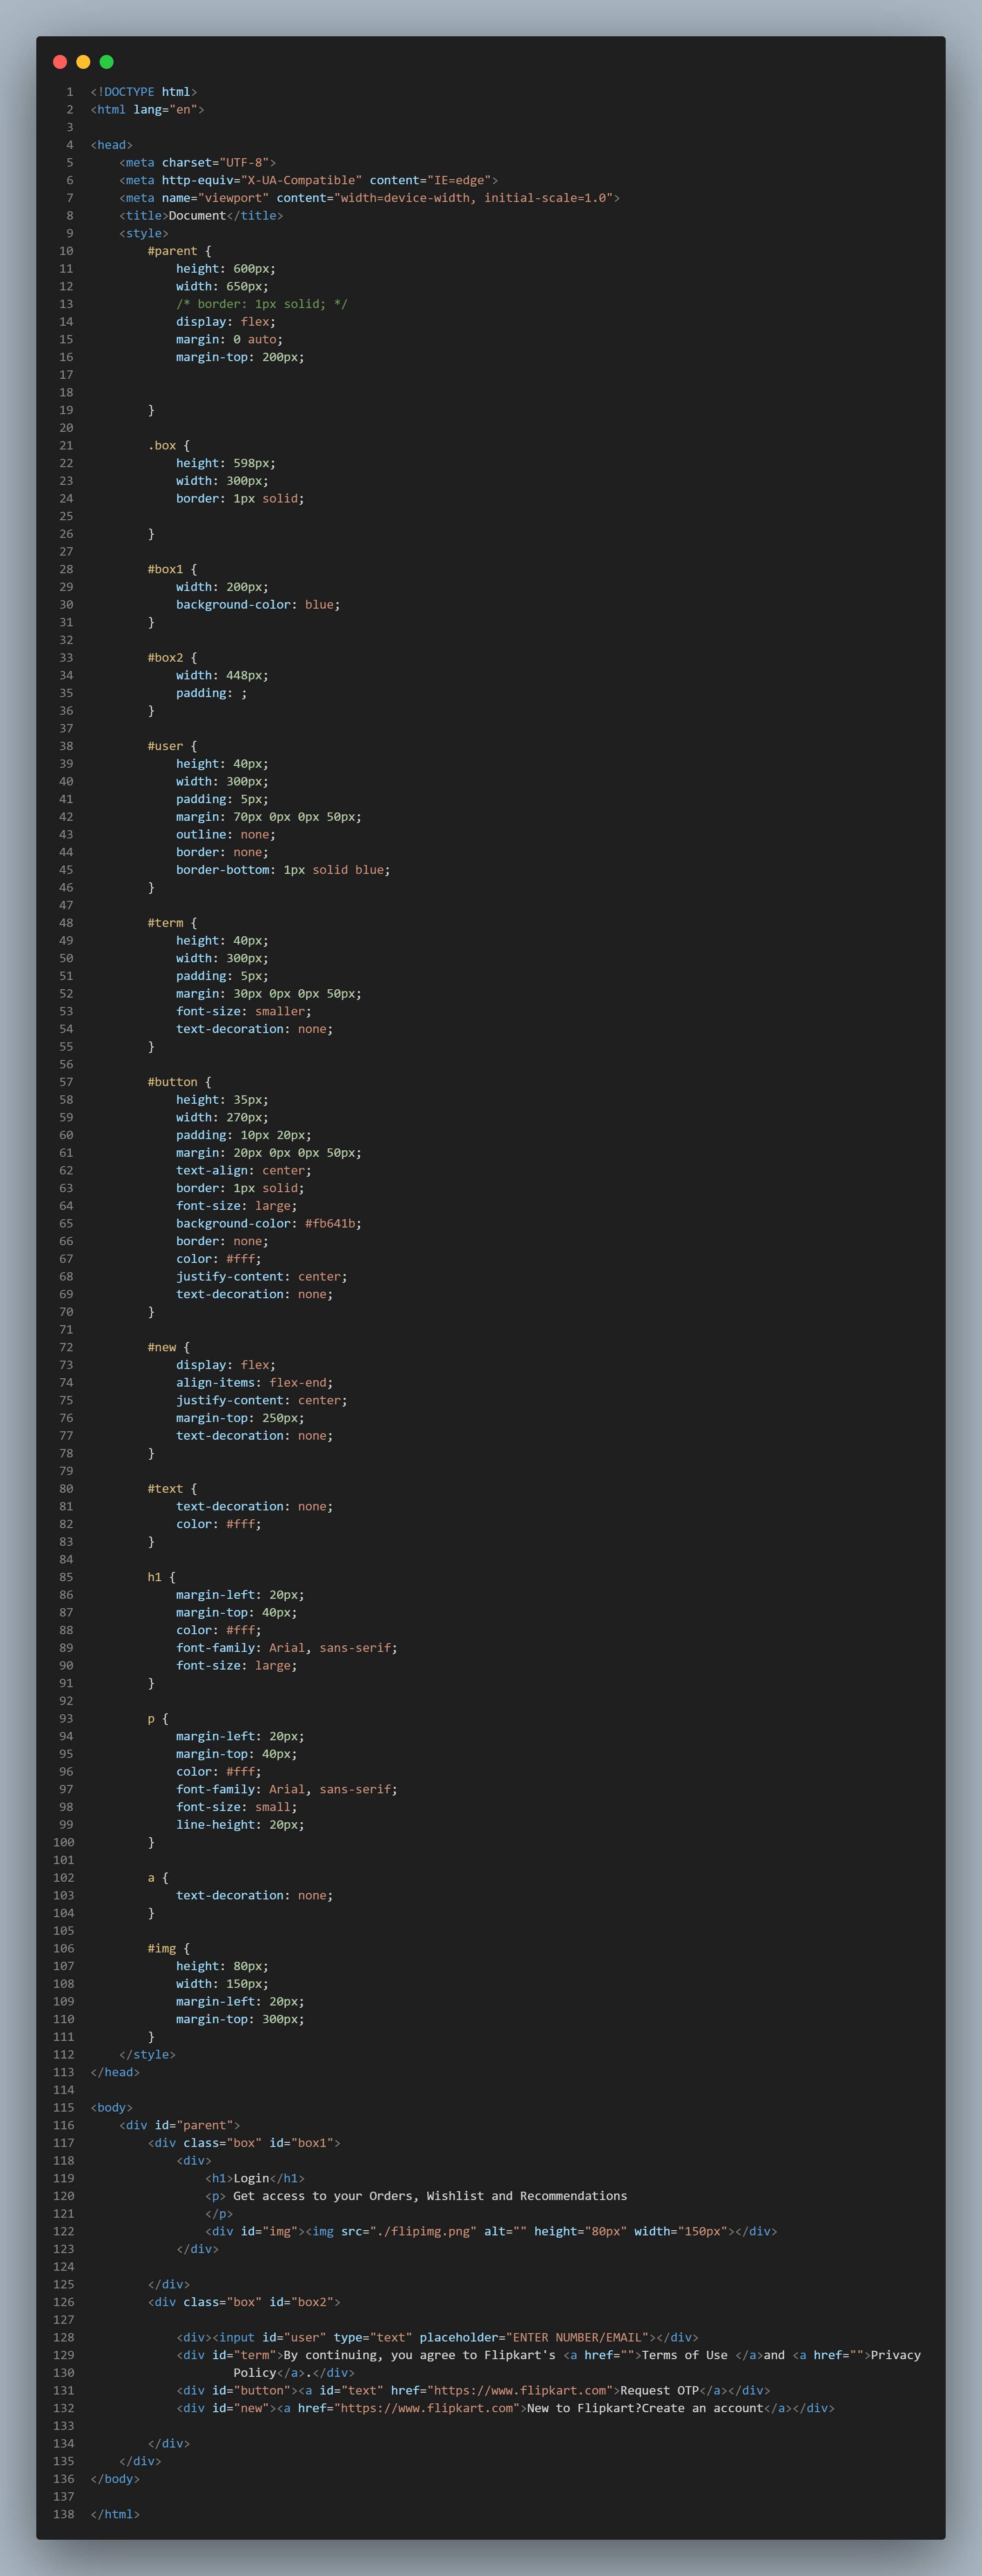 1 <!DOCTYPE html>
2 <html lang="en">
3
4 <head>
5     <meta charset="UTF-8">
6     <meta http-equiv="X-UA-Compatible" content="IE=edge">
7     <meta name="viewport" content="width=device-width, initial-scale=1.0">
8     <title>Document</title>
9     <style>
10         #parent {
11             height: 600px;
12             width: 650px;
13             /* border: 1px solid; */
14             display: flex;
15             margin: 0 auto;
16             margin-top: 200px;
17
18
19         }
20
21         .box {
22             height: 598px;
23             width: 300px;
24             border: 1px solid;
25
26         }
27
28         #box1 {
29             width: 200px;
30             background-color: blue;
31         }
32
33         #box2 {
34             width: 448px;
35             padding: ;
36         }
37
38         #user {
39             height: 40px;
40             width: 300px;
41             padding: 5px;
42             margin: 70px 0px 0px 50px;
43             outline: none;
44             border: none;
45             border-bottom: 1px solid blue;
46         }
47
48         #term {
49             height: 40px;
50             width: 300px;
51             padding: 5px;
52             margin: 30px 0px 0px 50px;
53             font-size: smaller;
54             text-decoration: none;
55         }
56
57         #button {
58             height: 35px;
59             width: 270px;
60             padding: 10px 20px;
61             margin: 20px 0px 0px 50px;
62             text-align: center;
63             border: 1px solid;
64             font-size: large;
65             background-color: #fb641b;
66             border: none;
67             color: #fff;
68             justify-content: center;
69             text-decoration: none;
70         }
71
72         #new {
73             display: flex;
74             align-items: flex-end;
75             justify-content: center;
76             margin-top: 250px;
77             text-decoration: none;
78         }
79
80         #text {
81             text-decoration: none;
82             color: #fff;
83         }
84
85         h1 {
86             margin-left: 20px;
87             margin-top: 40px;
88             color: #fff;
89             font-family: Arial, sans-serif;
90             font-size: large;
91         }
92
93         p {
94             margin-left: 20px;
95             margin-top: 40px;
96             color: #fff;
97             font-family: Arial, sans-serif;
98             font-size: small;
99             line-height: 20px;
100         }
101
102         a {
103             text-decoration: none;
104         }
105
106         #img {
107             height: 80px;
108             width: 150px;
109             margin-left: 20px;
110             margin-top: 300px;
111         }
112     </style>
113 </head>
114
115 <body>
116     <div id="parent">
117         <div class="box" id="box1">
118             <div>
119                 <h1>Login</h1>
120                 <p> Get access to your Orders, Wishlist and Recommendations
121                 </p>
122                 <div id="img"><img src="./flipimg.png" alt="" height="80px" width="150px"></div>
123             </div>
124
125         </div>
126         <div class="box" id="box2">
127
128             <div><input id="user" type="text" placeholder="ENTER NUMBER/EMAIL"></div>
129             <div id="term">By continuing, you agree to Flipkart's <a href="">Terms of Use </a>and <a href="">Privacy
130                     Policy</a>.</div>
131             <div id="button"><a id="text" href="https://www.flipkart.com">Request OTP</a></div>
132             <div id="new"><a href="https://www.flipkart.com">New to Flipkart?Create an account</a></div>
133
134         </div>
135     </div>
136 </body>
137
138 </html>